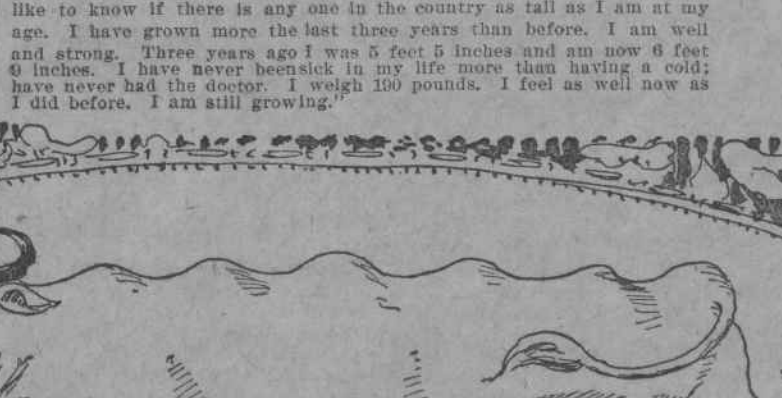 like to know if there is any one in the country as tall as I am at my
age. I have grown more the last three years than before. I am well
and strong. Three years ago I was 5 feet 5 inches and am now 6 feet
9 inches. I have never beensick in my life more than having a cold;
have never had the doctor. I weigh 190 pounds. I feel as well now as
I did before. I am still growing."